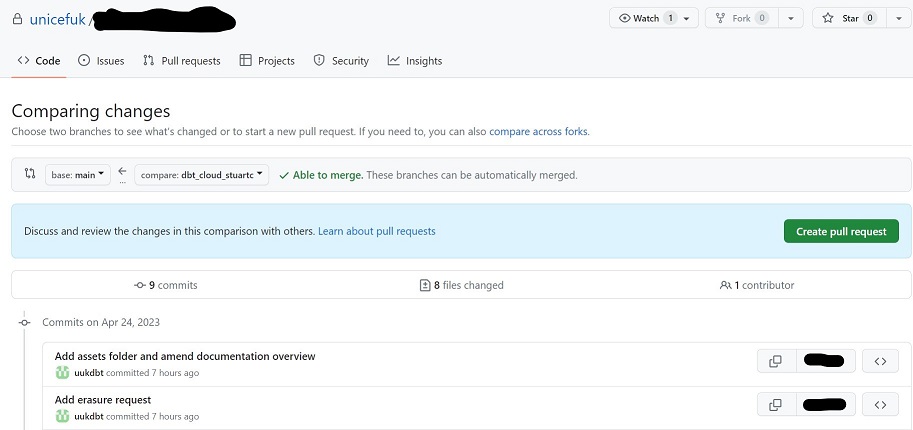 unicefuk /
Watch 1
Fork 0
Star 0
Code Issues Pull requests Projects Security Insights
Comparing changes
Choose two branches to see what's changed or to start a new pull request. If you need to, you can also compare across forks.
base: main ← compare: dbt_cloud_stuartc ✓ Able to merge. These branches can be automatically merged.
...
Discuss and review the changes in this comparison with others. Learn about pull requests
Create pull request
9 commits
8 files changed
1 contributor
Commits on Apr 24, 2023
Add assets folder and amend documentation overview
uukdbt committed 7 hours ago
Add erasure request
uukdbt committed 7 hours ago